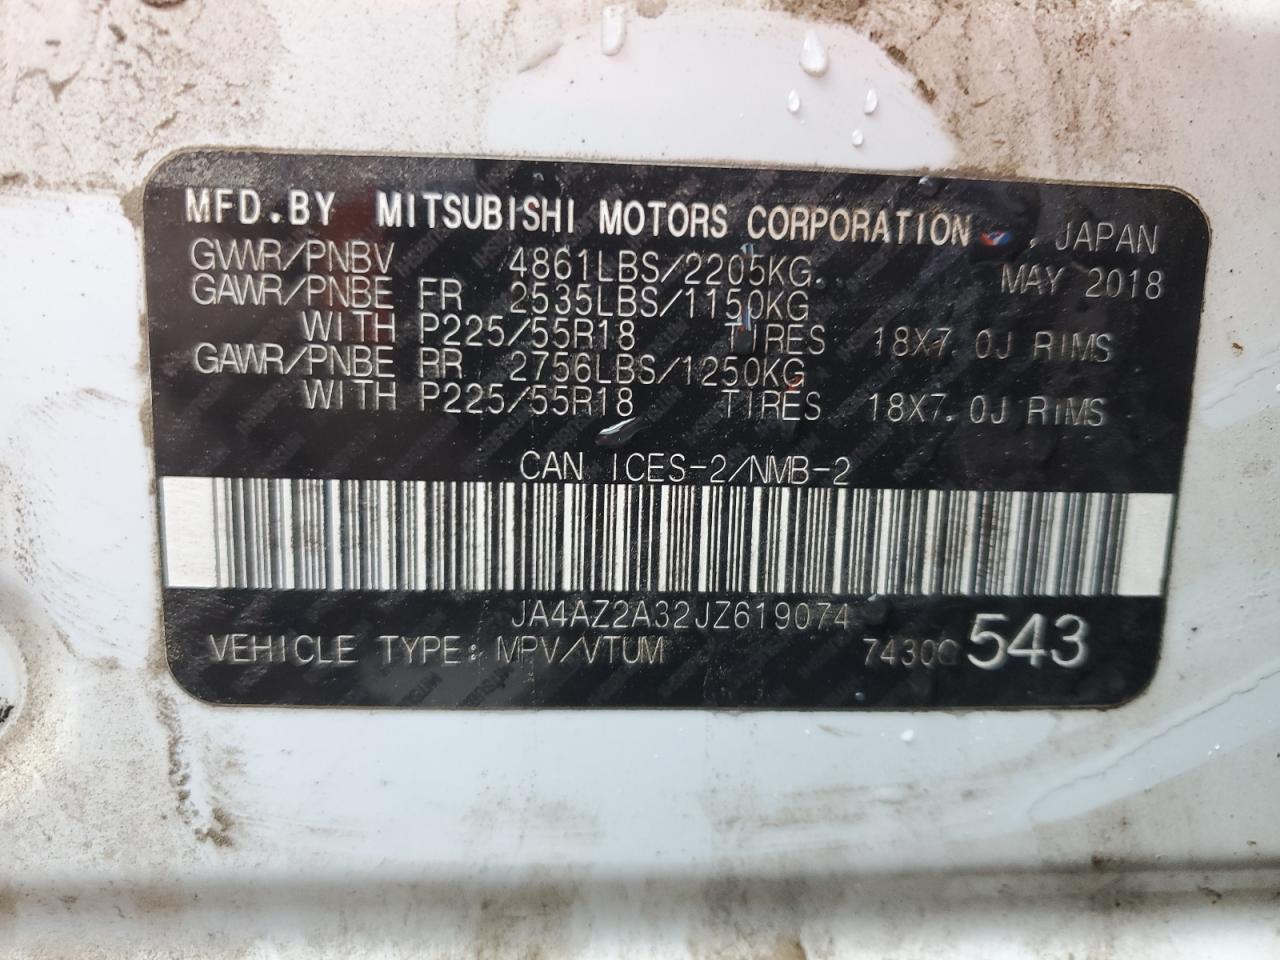 MFD.BY MITSUBISHI MOTORS CORPORATION, JAPAN
GVWR/PNBV 4861LBS/2205KG MAY 2018
GAWR/PNBE FR 2535LBS/1150KG
WITH P225/55R18 TIRES 18X7.0J RIMS
GAWR/PNBE RR 2756LBS/1250KG
WITH P225/55R18 TIRES 18X7.0J RIMS
CAN ICES-2/NMB-2
JA4AZ2A32JZ619074
VEHICLE TYPE: MPV/VTUM 7430C 543